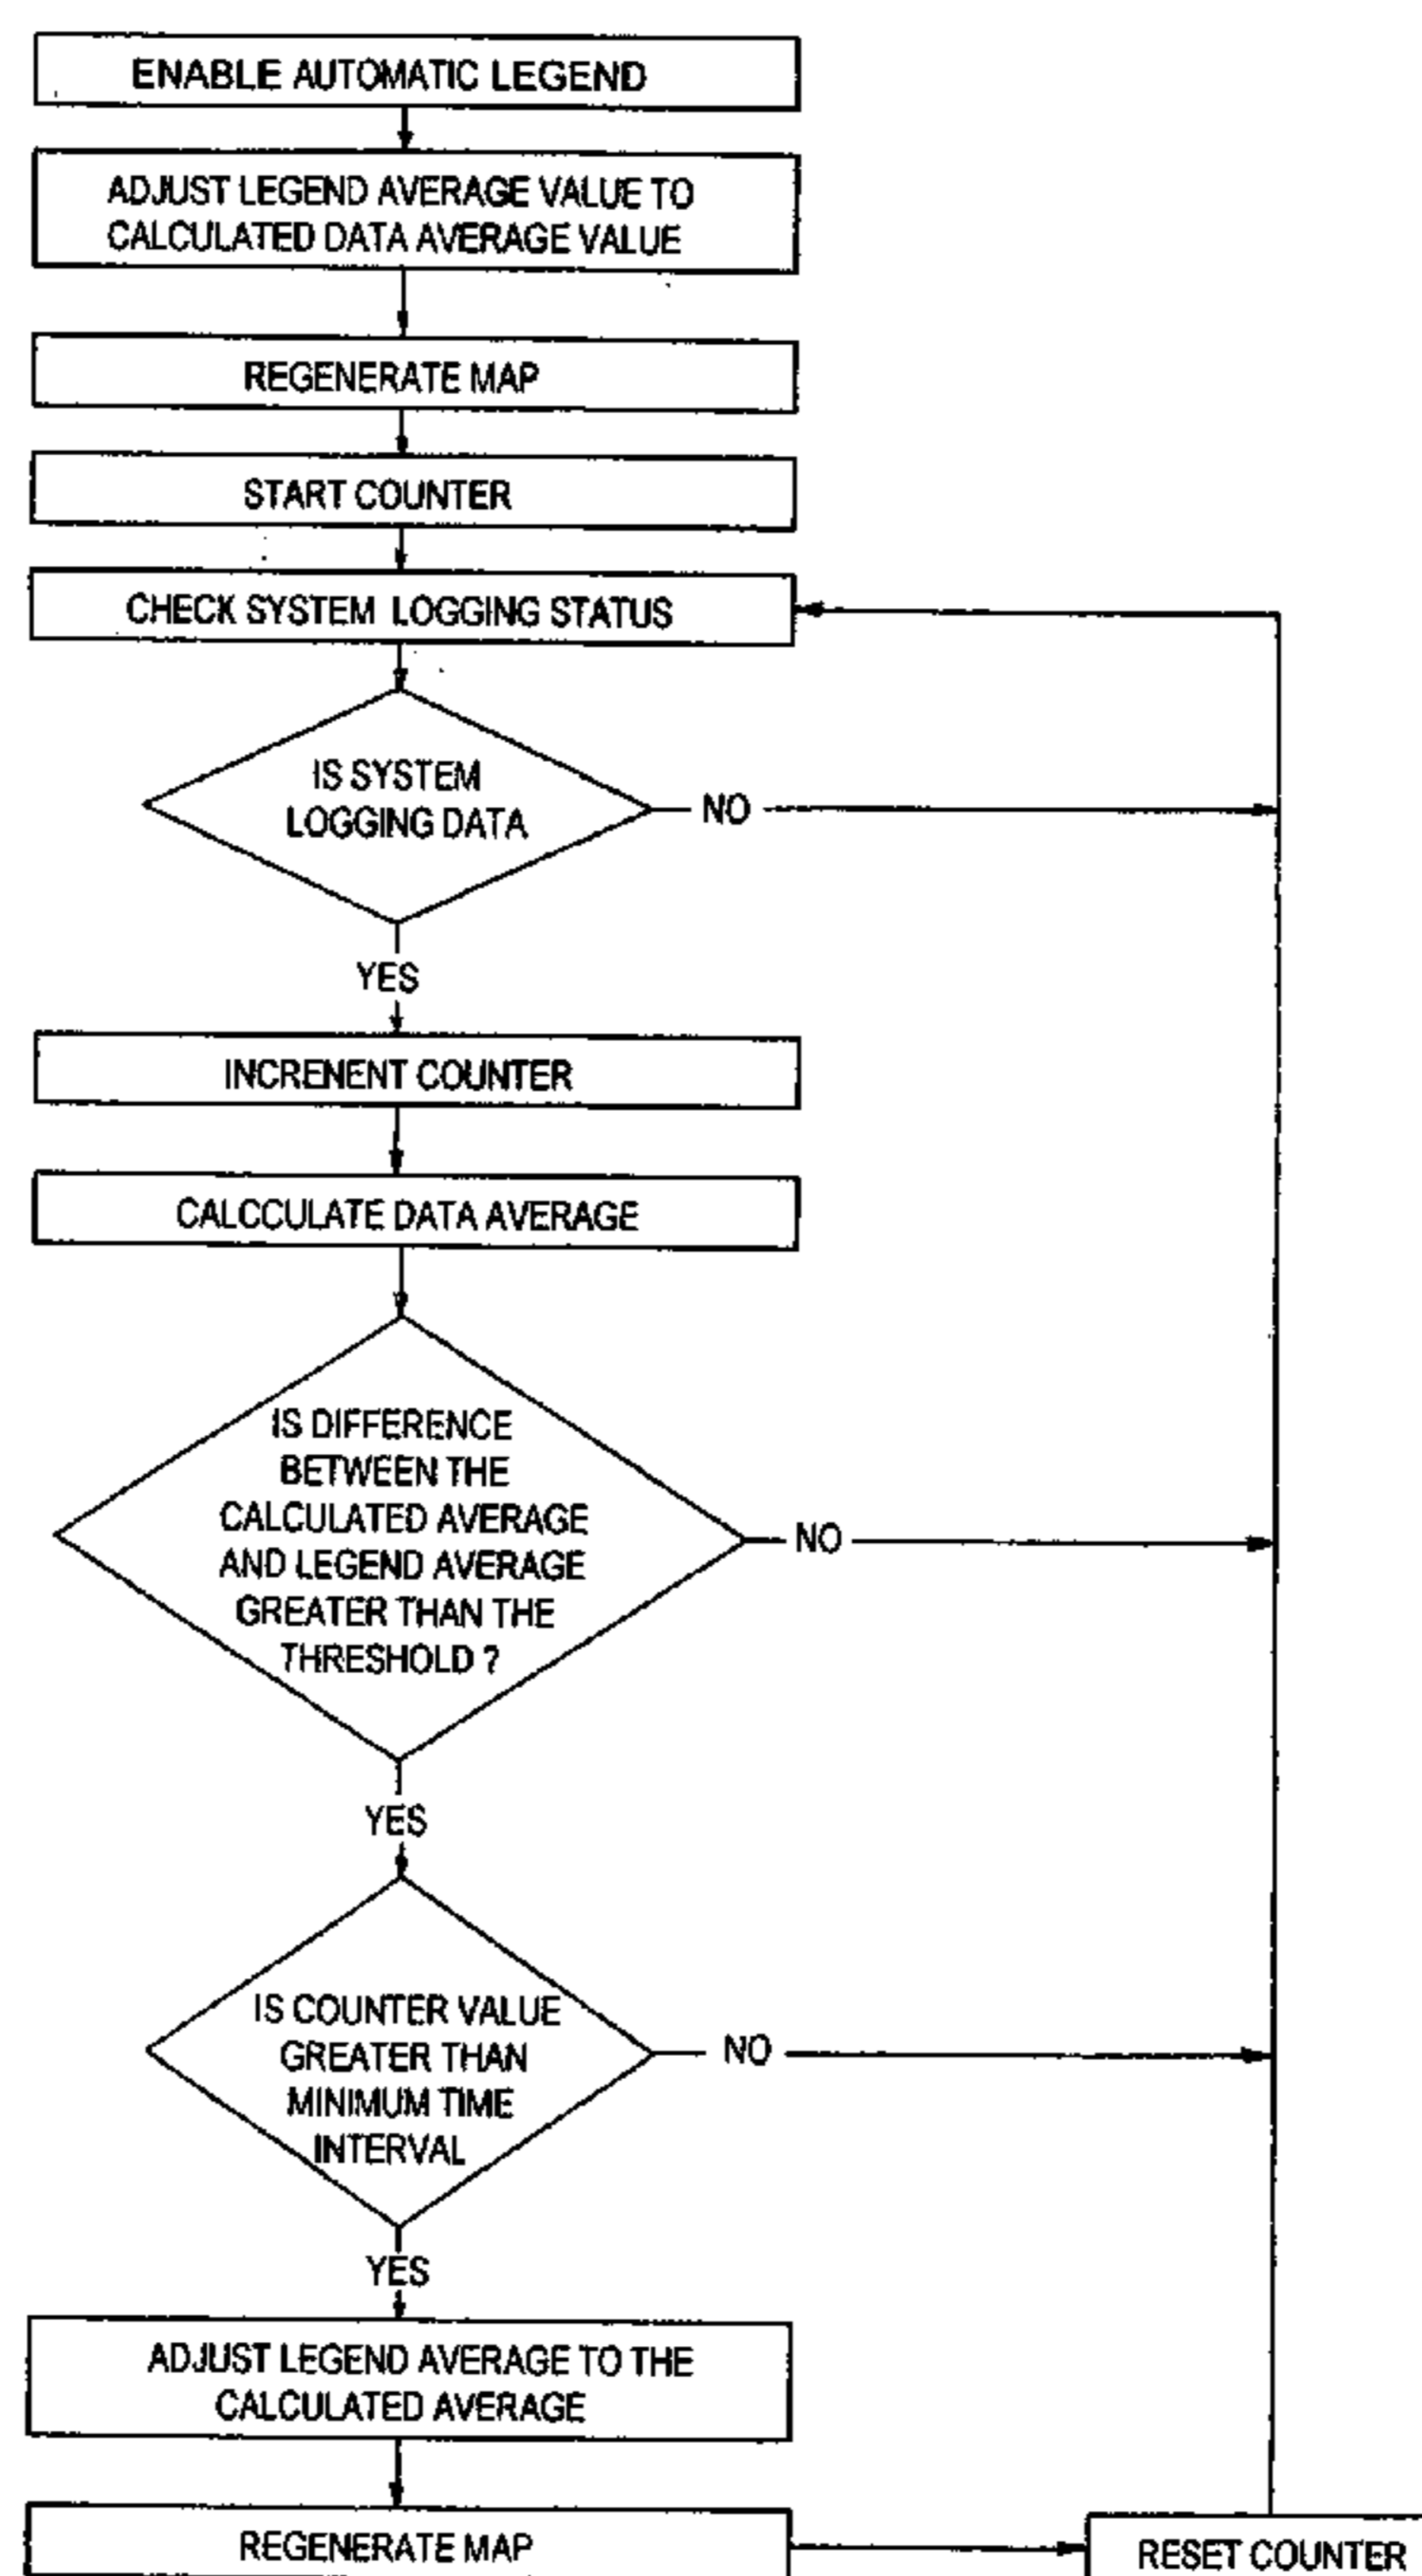 ENABLE AUTOMATIC LEGEND
ADJUST LEGEND AVERAGE VALUE TO
CALCULATED DATA AVERAGE VALUE
REGENERATE MAP
START COUNTER
CHECK SYSTEM LOGGING STATUS
IS SYSTEM
LOGGING DATA
NO
YES
INCRENENT COUNTER
CALCCULATE DATA AVERAGE
IS DIFFERENCE
BETWEEN THE
CALCULATED AVERAGE
AND LEGEND AVERAGE
GREATER THAN THE
THRESHOLD ?
NO
YES
IS COUNTER VALUE
GREATER THAN
MINIMUM TIME
INTERVAL
NO
YES
ADJUST LEGEND AVERAGE TO THE
CALCULATED AVERAGE
REGENERATE MAP
RESET COUNTER